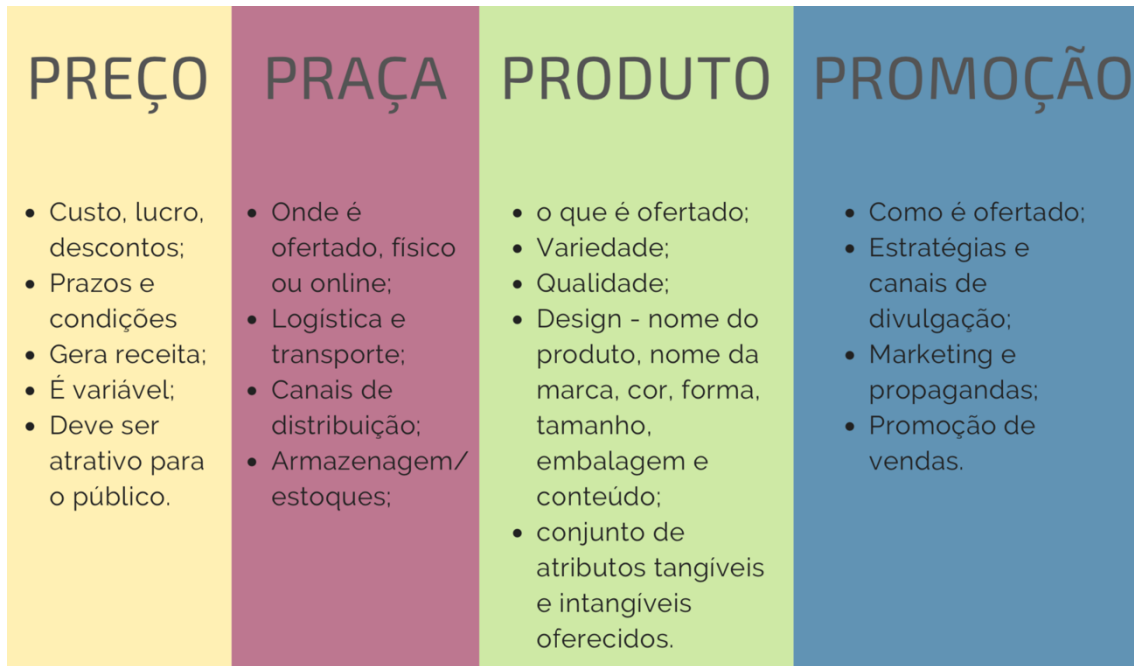 PREÇO
• Custo, lucro,
descontos;
• Prazos e
condições
• Gera receita;
• É variável;
• Deve ser
atrativo para
o público.
PRAÇA
• Onde é
ofertado, físico
ou online;
• Logística e
transporte;
• Canais de
distribuição;
• Armazenagem/
estoques;
PRODUTO
• o que é ofertado;
• Variedade;
• Qualidade;
• Design - nome do
produto, nome da
marca, cor, forma,
tamanho,
embalagem e
conteúdo;
• conjunto de
atributos tangíveis
e intangíveis
oferecidos.
PROMOÇÃO
• Como é ofertado;
• Estratégias e
canais de
divulgação;
• Marketing e
propagandas;
• Promoção de
vendas.